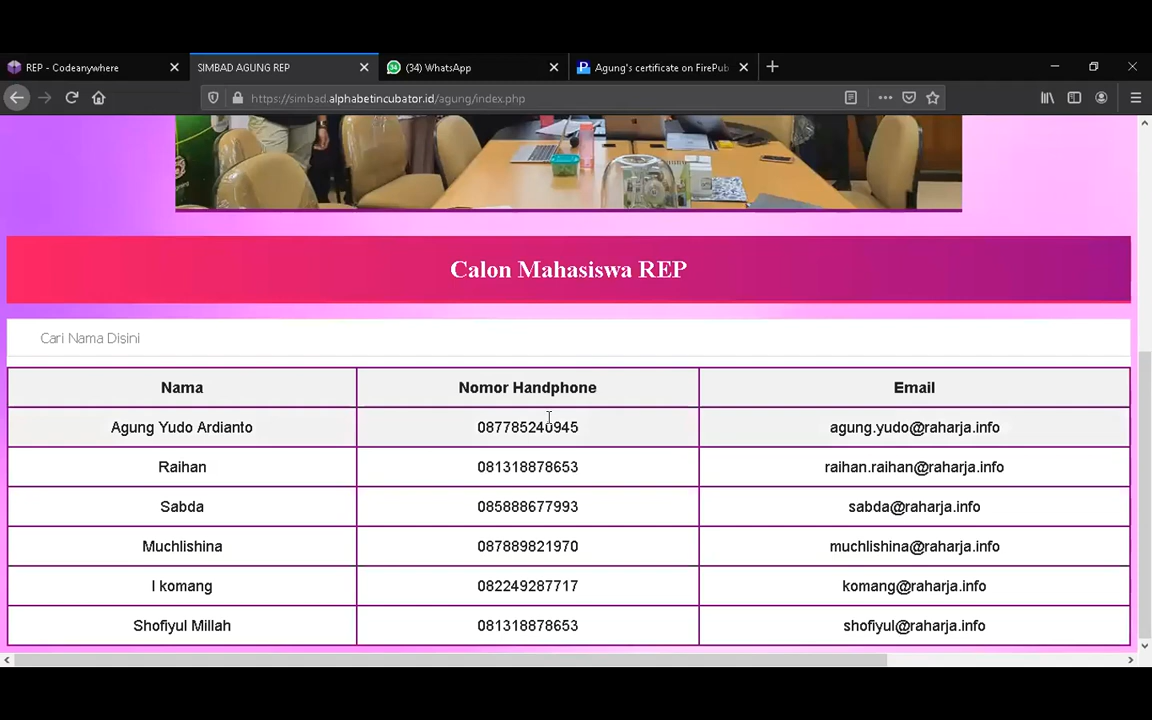 REP - Codeanywhere
SIMBAD AGUNG REP
34 (34) WhatsApp
Agung's certificate on FirePub
https://simbad.alphabetincubator.id/agung/index.php
Calon Mahasiswa REP
Cari Nama Disini
Nama Nomor Handphone Email
Agung Yudo Ardianto 087785240945 agung.yudo@raharja.info
Raihan 081318878653 raihan.raihan@raharja.info
Sabda 085888677993 sabda@raharja.info
Muchlishina 087889821970 muchlishina@raharja.info
I komang 082249287717 komang@raharja.info
Shofiyul Millah 081318878653 shofiyul@raharja.info